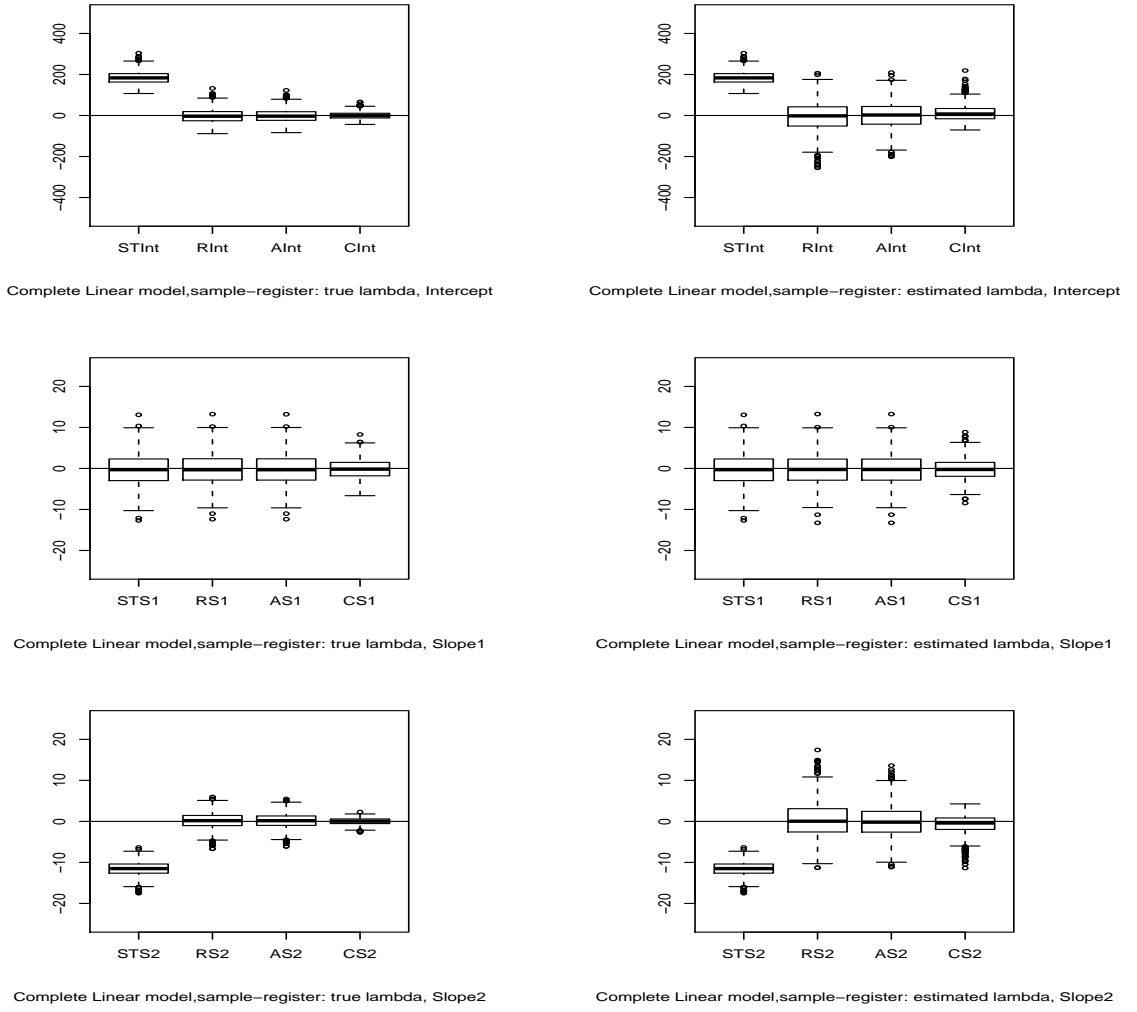 400
200
0
−200
−400
STInt RInt AInt CInt
Complete Linear model,sample−register: true lambda, Intercept
400
200
0
−200
−400
STInt RInt AInt CInt
Complete Linear model,sample−register: estimated lambda, Intercept
20
10
0
−10
−20
STS1 RS1 AS1 CS1
Complete Linear model,sample−register: true lambda, Slope1
20
10
0
−10
−20
STS1 RS1 AS1 CS1
Complete Linear model,sample−register: estimated lambda, Slope1
20
10
0
−10
−20
STS2 RS2 AS2 CS2
Complete Linear model,sample−register: true lambda, Slope2
20
10
0
−10
−20
STS2 RS2 AS2 CS2
Complete Linear model,sample−register: estimated lambda, Slope2